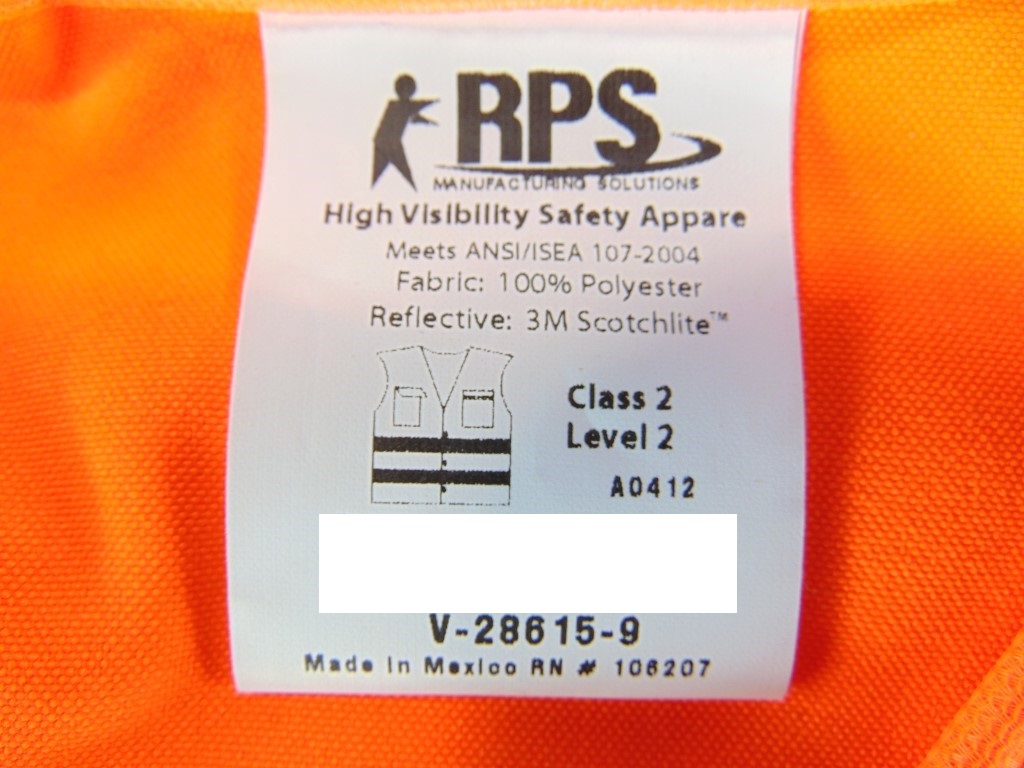 RPS
MANUFACTURING SOLUTIONS
High Visibility Safety Appare
Meets ANSI/ISEA 107-2004
Fabric: 100% Polyester
Reflective: 3M Scotchlite™
Class 2
Level 2
A0412
V-28615-9
Made in Mexico RN # 106207